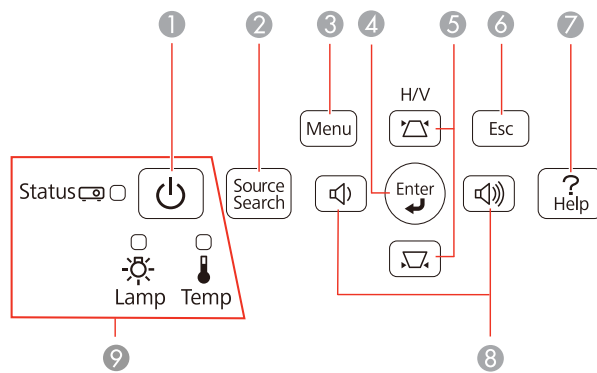 1 2 3 4 5 6 7
H/V
Menu
Esc
Status
Source
Search
Enter
?
Help
Lamp
Temp
9
8